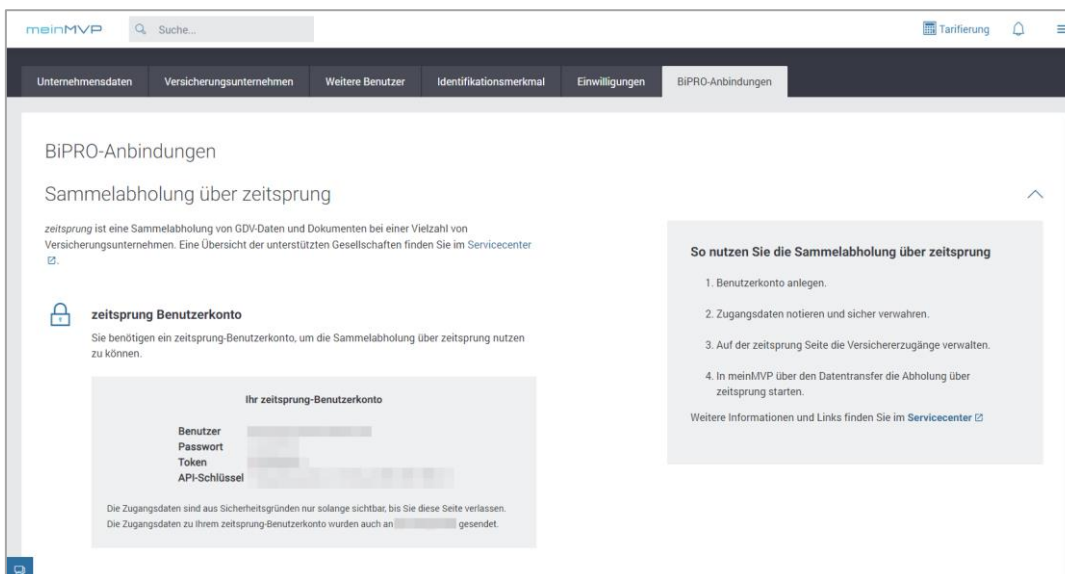 meinMVP
Suche...
Tarifierung
Unternehmensdaten
Versicherungsunternehmen
Weitere Benutzer
Identifikationsmerkmal
Einwilligungen
BiPRO-Anbindungen
BiPRO-Anbindungen
Sammelabholung über zeitsprung
zeitsprung ist eine Sammelabholung von GDV-Daten und Dokumenten bei einer Vielzahl von
Versicherungsunternehmen. Eine Übersicht der unterstützten Gesellschaften finden Sie im Servicecenter
.
zeitsprung Benutzerkonto
Sie benötigen ein zeitsprung-Benutzerkonto, um die Sammelabholung über zeitsprung nutzen
zu können.
Ihr zeitsprung-Benutzerkonto
Benutzer
Passwort
Token
API-Schlüssel
Die Zugangsdaten sind aus Sicherheitsgründen nur solange sichtbar, bis Sie diese Seite verlassen.
Die Zugangsdaten zu Ihrem zeitsprung-Benutzerkonto wurden auch an gesendet.
So nutzen Sie die Sammelabholung über zeitsprung
1. Benutzerkonto anlegen.
2. Zugangsdaten notieren und sicher verwahren.
3. Auf der zeitsprung Seite die Versichererzugänge verwalten.
4. In meinMVP über den Datentransfer die Abholung über
zeitsprung starten.
Weitere Informationen und Links finden Sie im Servicecenter